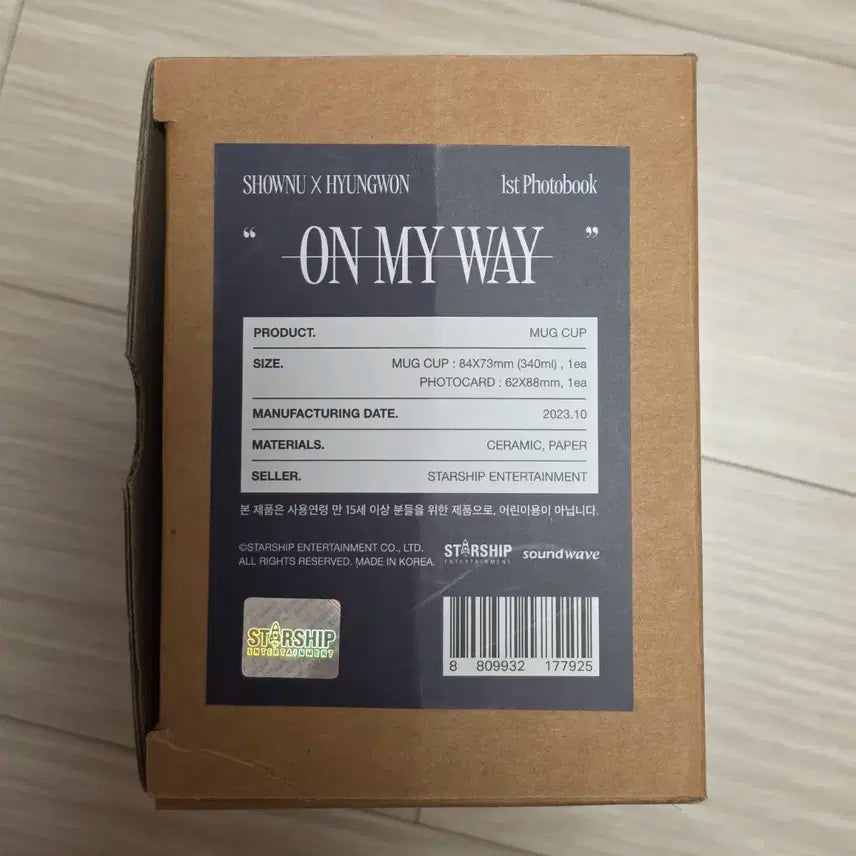 SHOWNU X HYUNGWON 1st Photobook
“ ON MY WAY ”
PRODUCT. MUG CUP
SIZE. MUG CUP : 84X73mm (340ml) , 1ea
PHOTOCARD : 62X88mm, 1ea
MANUFACTURING DATE. 2023.10
MATERIALS. CERAMIC, PAPER
SELLER. STARSHIP ENTERTAINMENT
본 제품은 사용연령 만 15세 이상 분들을 위한 제품으로, 어린이용이 아닙니다.
©STARSHIP ENTERTAINMENT CO., LTD.
ALL RIGHTS RESERVED. MADE IN KOREA.
STARSHIP
ENTERTAINMENT
soundwave
STARSHIP
ENTERTAINMENT
8 809932 177925